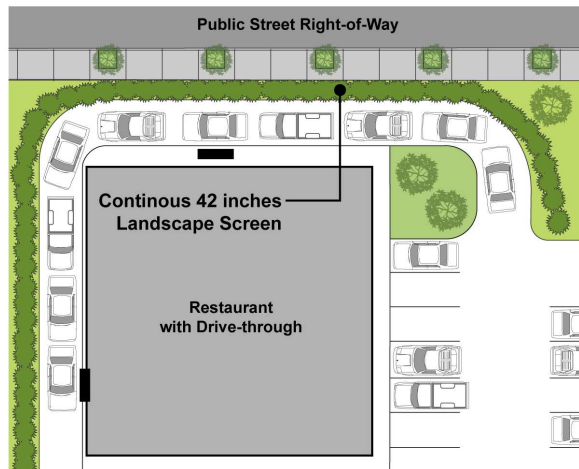 Public Street Right-of-Way
Continous 42 inches
Landscape Screen
Restaurant
with Drive-through